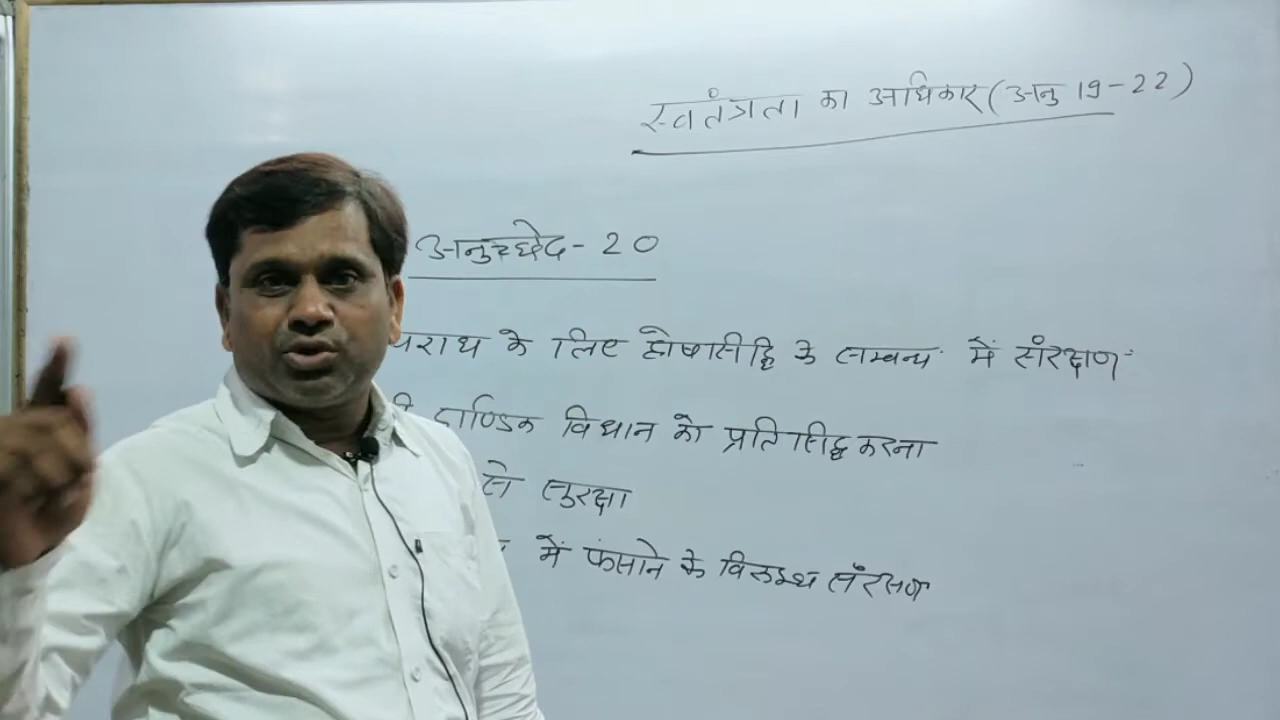 स्वतंत्रता का अधिकार (अनु 19-22)
अनुच्छेद - 20
के लिए दोषसिद्धि के सम्बन्ध में संरक्षण
दाण्डिक विधान को प्रतिसिद्ध करना
से सुरक्षा
में फंसाने के विरूध्ध संरक्षण